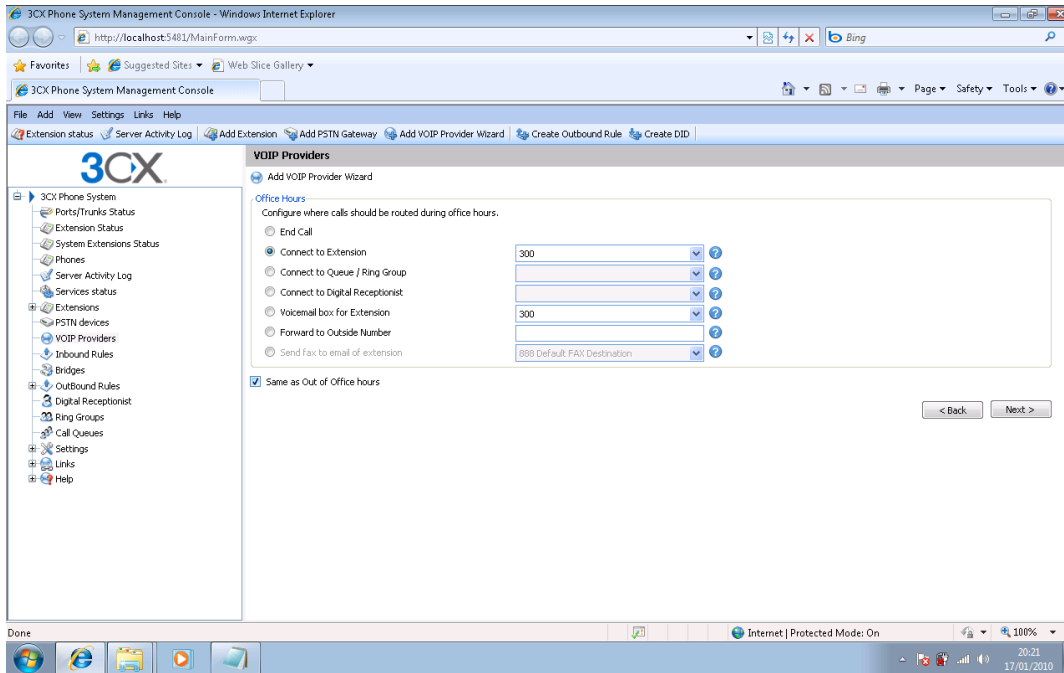 3CX Phone System Management Console - Windows Internet Explorer
http://localhost:5481/MainForm.wgx
Bing
Favorites Suggested Sites Web Slice Gallery
3CX Phone System Management Console Page Safety Tools
File Add View Settings Links Help
Extension status Server Activity Log Add Extension Add PSTN Gateway Add VOIP Provider Wizard Create Outbound Rule Create DID
3CX
3CX Phone System
Ports/Trunks Status
Extension Status
System Extensions Status
Phones
Server Activity Log
Services status
Extensions
PSTN devices
VOIP Providers
Inbound Rules
Bridges
OutBound Rules
Digital Receptionist
Ring Groups
Call Queues
Settings
Links
Help
VOIP Providers
Add VOIP Provider Wizard
Office Hours
Configure where calls should be routed during office hours.
End Call
Connect to Extension 300
Connect to Queue / Ring Group
Connect to Digital Receptionist
Voicemail box for Extension 300
Forward to Outside Number
Send fax to email of extension 888 Default FAX Destination
Same as Out of Office hours
< Back Next >
Done Internet | Protected Mode: On 100%
20:21
17/01/2010